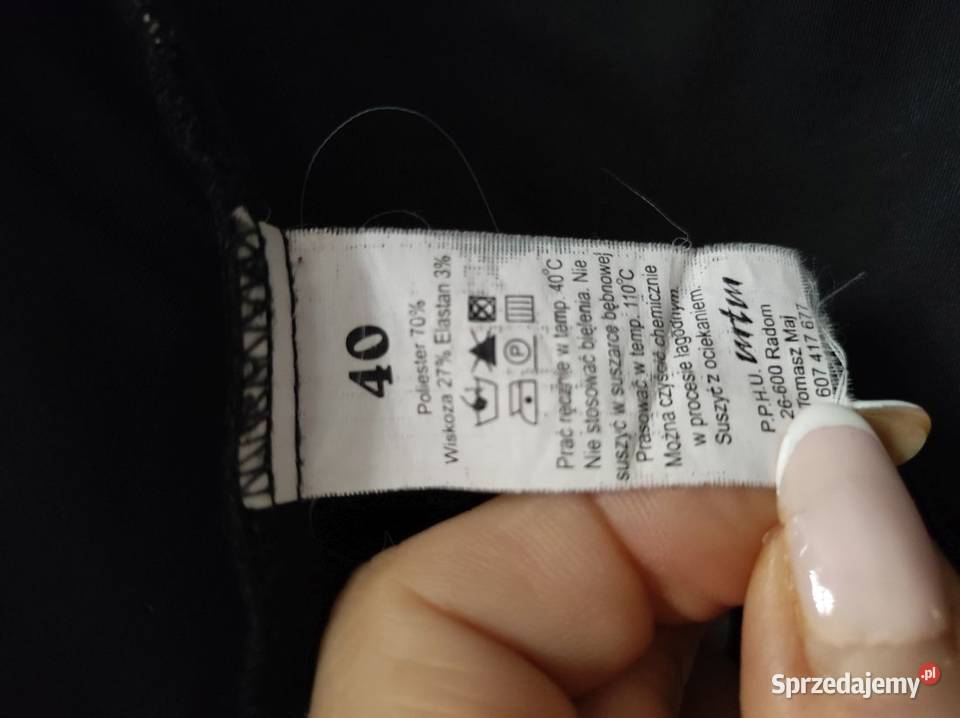 40
Poliester 70%
Wiskoza 27% Elastan 3%
P
Prać ręcznie w temp. 40°C
Nie stosować bielenia. Nie
suszyć w suszarce bębnowej
Prasować w temp. 110°C
Można czyścić chemicznie
w procesie łagodnym.
Suszyć z ociekaniem.
P.P.H.U. mrtm
26-600 Radom
Tomasz Maj
607 417 677
Sprzedajemy.pl